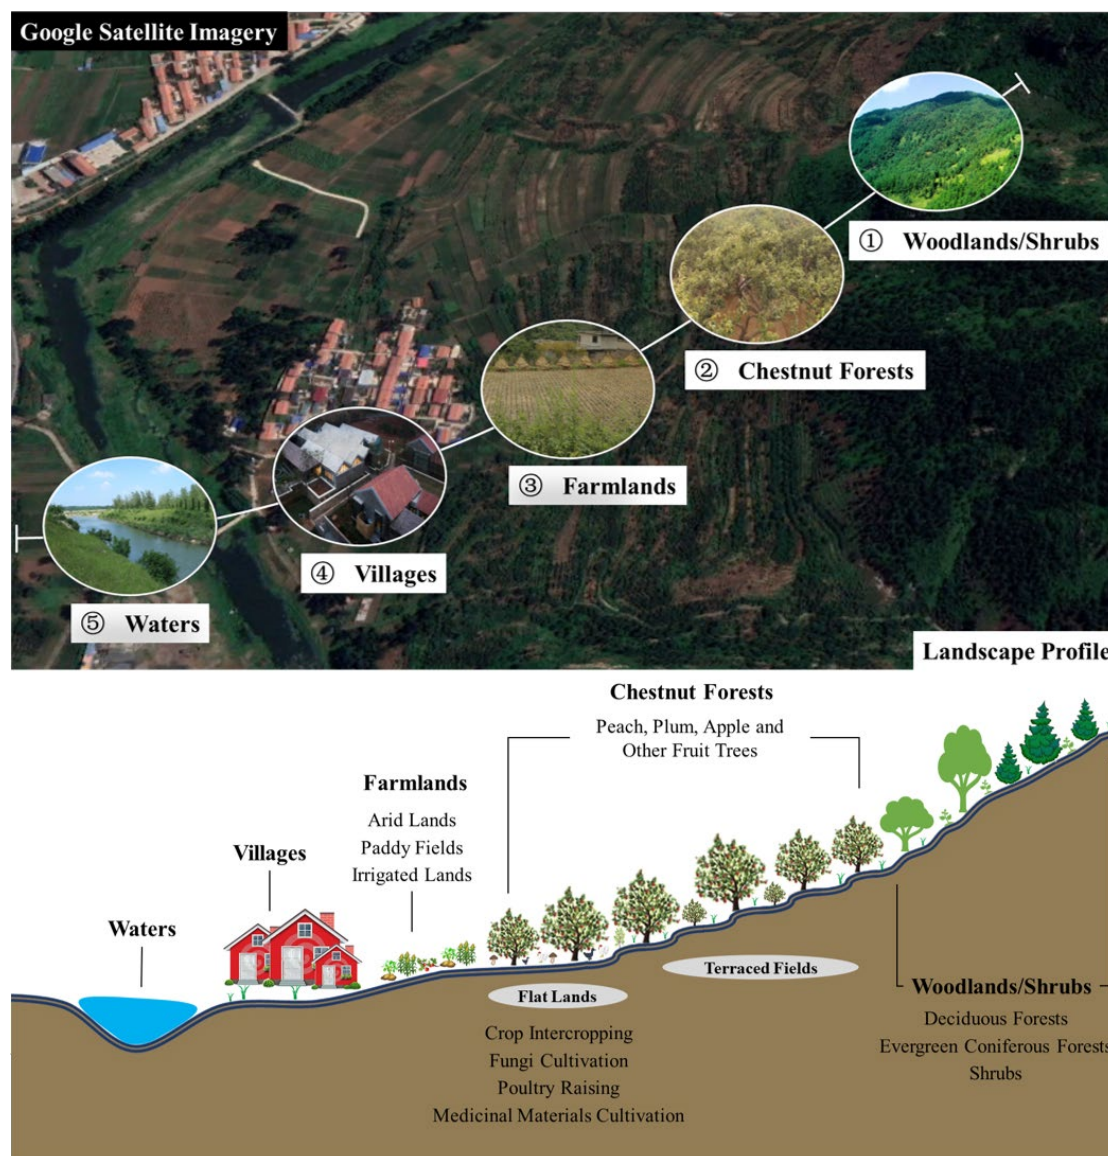 Google Satellite Imagery
① Woodlands/Shrubs
② Chestnut Forests
③ Farmlands
④ Villages
⑤ Waters
Landscape Profile
Chestnut Forests
Peach, Plum, Apple and
Other Fruit Trees
Farmlands
Arid Lands
Paddy Fields
Irrigated Lands
Villages
Waters
Terraced Fields
Flat Lands
Crop Intercropping
Fungi Cultivation
Poultry Raising
Medicinal Materials Cultivation
Woodlands/Shrubs
Deciduous Forests
Evergreen Coniferous Forests
Shrubs